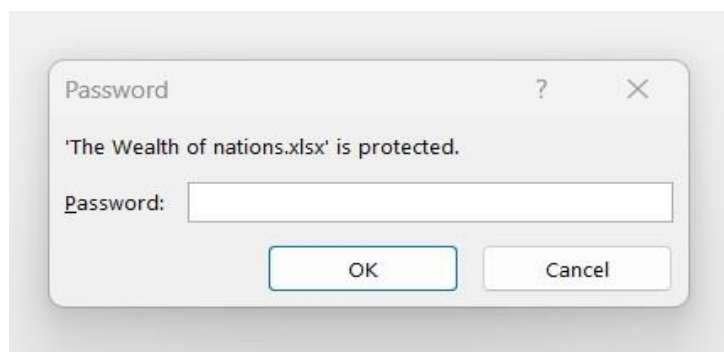 Password ?
'The Wealth of nations.xlsx' is protected.
Password:
OK Cancel